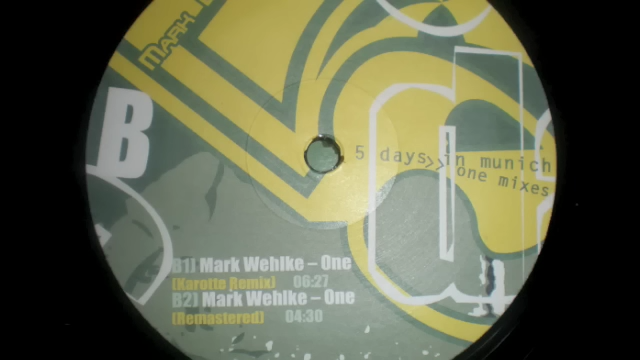 Mark
B
5 days>>in munich
one mixes
B1) Mark Wehlke – One
(Karotte Remix) 06:27
B2) Mark Wehlke – One
(Remastered) 04:30